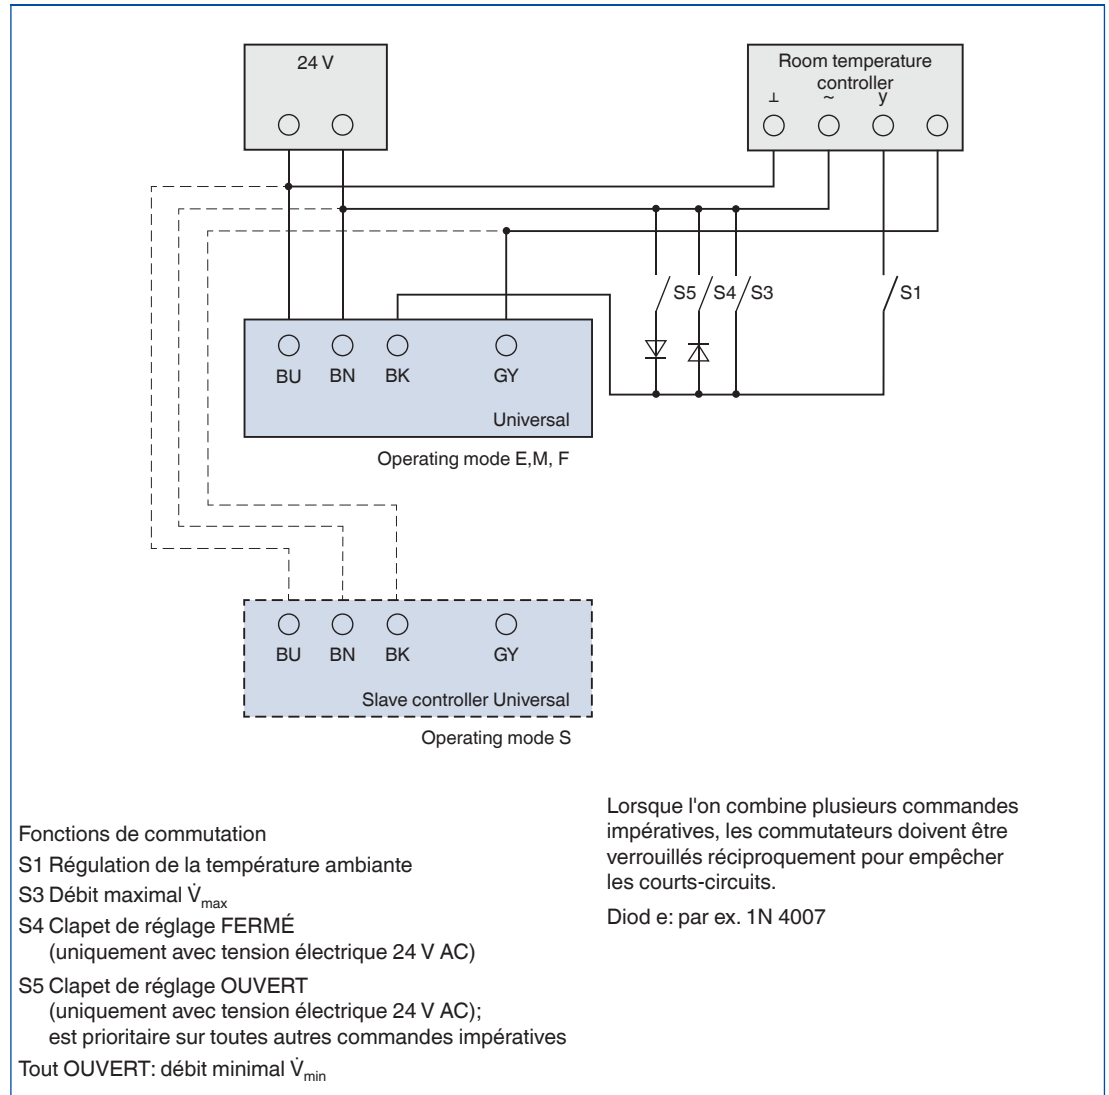 24 V
Room temperature
controller
⊥ ~ y
S5 S4 S3 S1
BU BN BK GY
Universal
Operating mode E,M, F
BU BN BK GY
Slave controller Universal
Operating mode S
Fonctions de commutation
S1 Régulation de la température ambiante
S3 Débit maximal V̇max
S4 Clapet de réglage FERMÉ
(uniquement avec tension électrique 24 V AC)
S5 Clapet de réglage OUVERT
(uniquement avec tension électrique 24 V AC);
est prioritaire sur toutes autres commandes impératives
Tout OUVERT: débit minimal V̇min
Lorsque l'on combine plusieurs commandes
impératives, les commutateurs doivent être
verrouillés réciproquement pour empêcher
les courts-circuits.
Diod e: par ex. 1N 4007